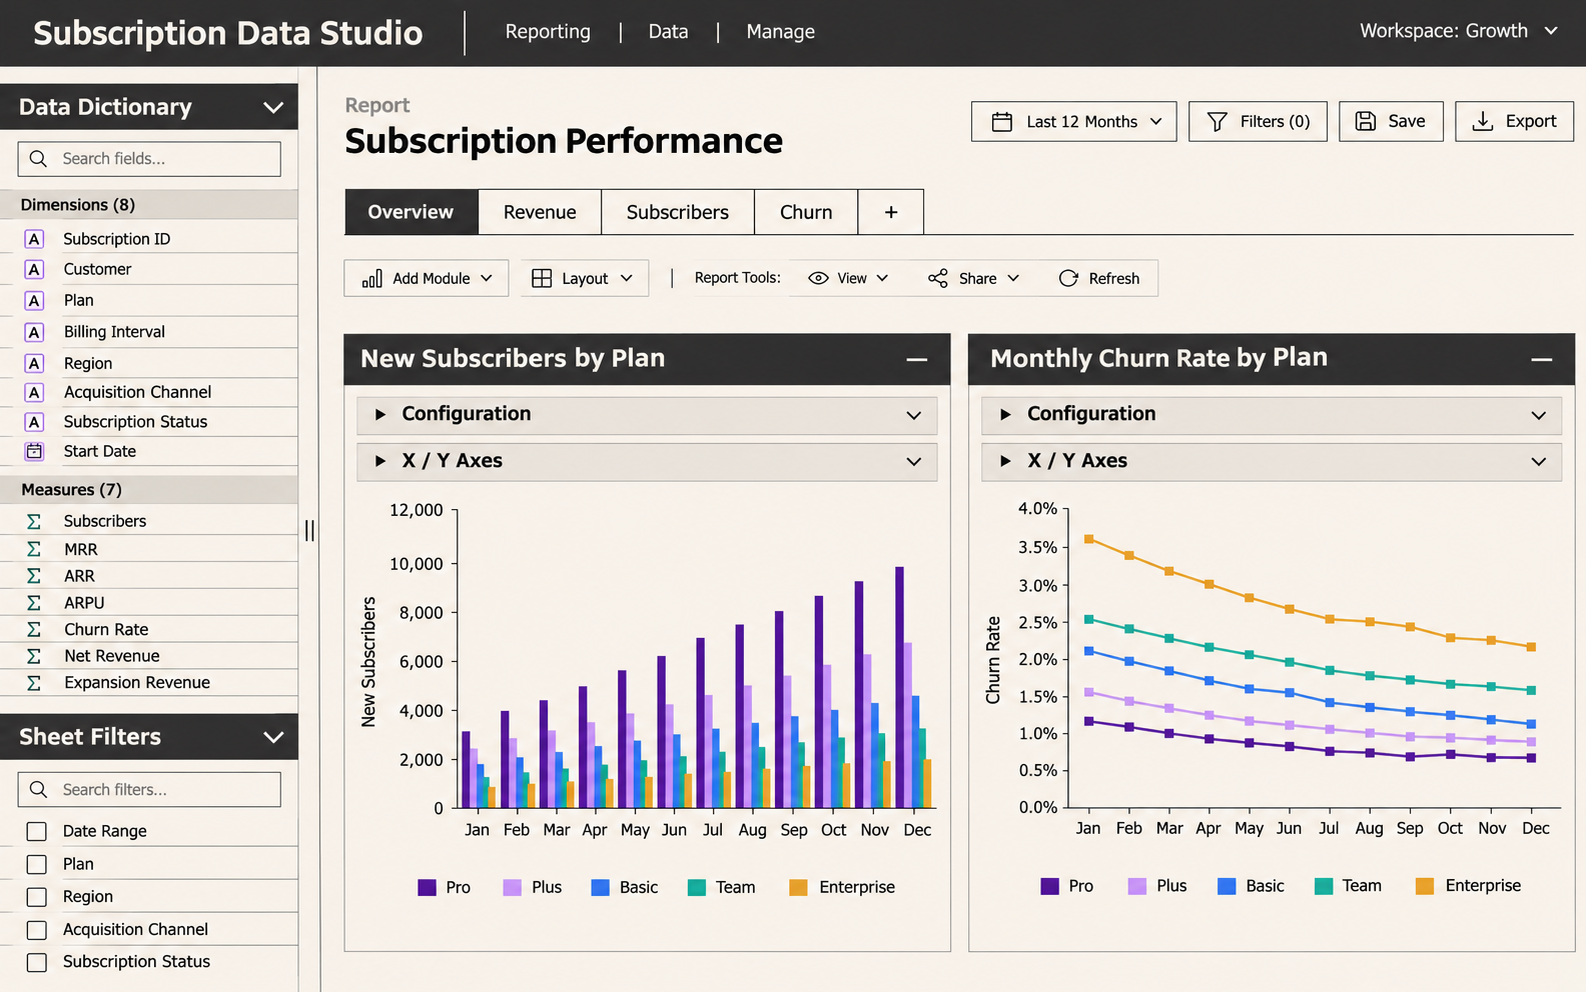 Subscription Data Studio
Reporting | Data | Manage
Workspace: Growth
Data Dictionary
Search fields...
Dimensions (8)
A Subscription ID
A Customer
A Plan
A Billing Interval
A Region
A Acquisition Channel
A Subscription Status
Start Date
Measures (7)
Σ Subscribers
Σ MRR
Σ ARR
Σ ARPU
Σ Churn Rate
Σ Net Revenue
Σ Expansion Revenue
Sheet Filters
Search filters...
Date Range
Plan
Region
Acquisition Channel
Subscription Status
Report
Subscription Performance
Last 12 Months
Filters (0)
Save
Export
Overview
Revenue
Subscribers
Churn
+
Add Module
Layout
| Report Tools:
View
Share
Refresh
New Subscribers by Plan
Configuration
X / Y Axes
New Subscribers
12,000
10,000
8,000
6,000
4,000
2,000
0
Jan Feb Mar Apr May Jun Jul Aug Sep Oct Nov Dec
Pro Plus Basic Team Enterprise
Monthly Churn Rate by Plan
Configuration
X / Y Axes
Churn Rate
4.0%
3.5%
3.0%
2.5%
2.0%
1.5%
1.0%
0.5%
0.0%
Jan Feb Mar Apr May Jun Jul Aug Sep Oct Nov Dec
Pro Plus Basic Team Enterprise